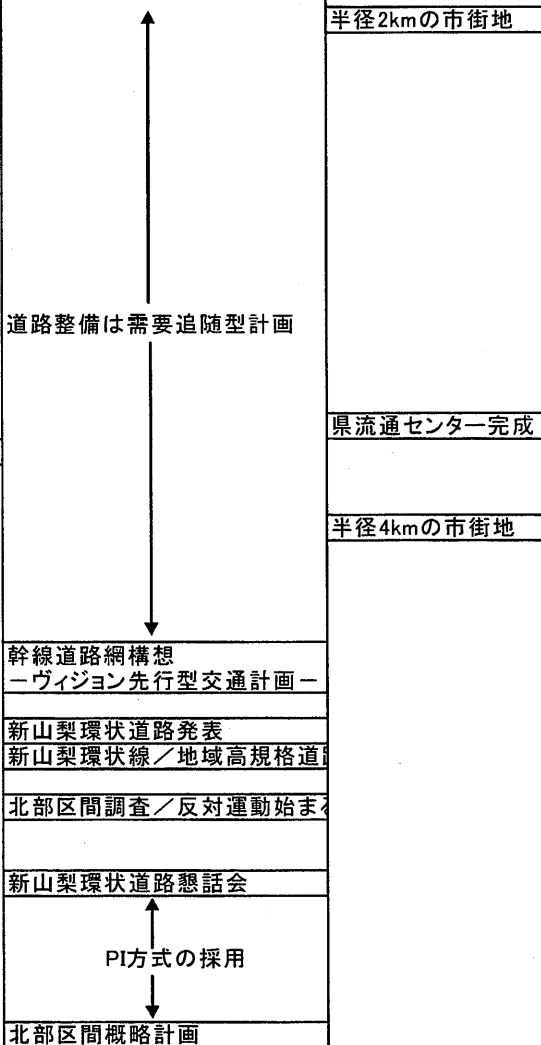 半径2kmの市街地
道路整備は需要追随型計画
県流通センター完成
半径4kmの市街地
幹線道路網構想
－ヴィジョン先行型交通計画－
新山梨環状道路発表
新山梨環状線／地域高規格道
北部区間調査／反対運動始ま
新山梨環状道路懇話会
PI方式の採用
北部区間概略計画